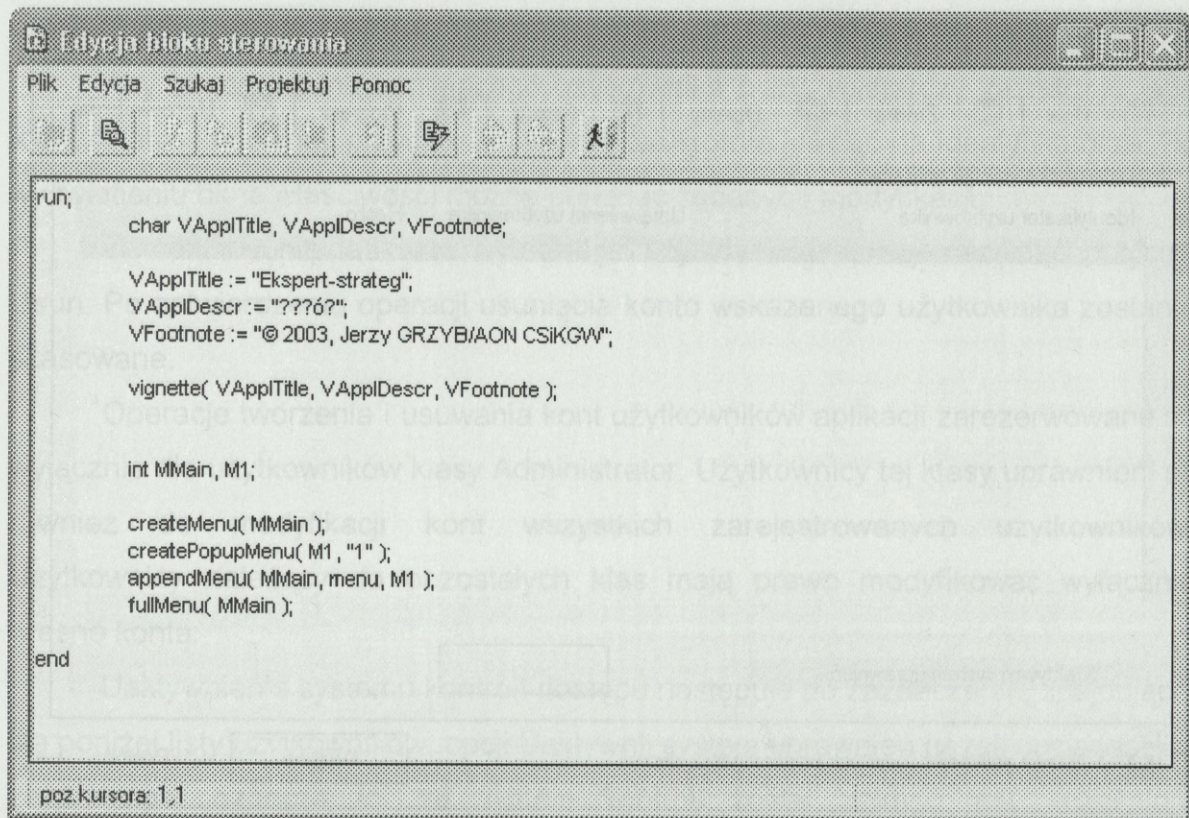 Edycja bloku sterowania
Plik Edycja Szukaj Projektuj Pomoc
run;
char VApplTitle, VApplDescr, VFootnote;
VApplTitle := "Ekspert-strateg";
VApplDescr := "???ó?";
VFootnote := "© 2003, Jerzy GRZYB/AON CSiKGW";
vignette( VApplTitle, VApplDescr, VFootnote );
int MMain, M1;
createMenu( MMain );
createPopupMenu( M1, "1" );
appendMenu( MMain, menu, M1 );
fullMenu( MMain );
end
poz.kursora: 1,1